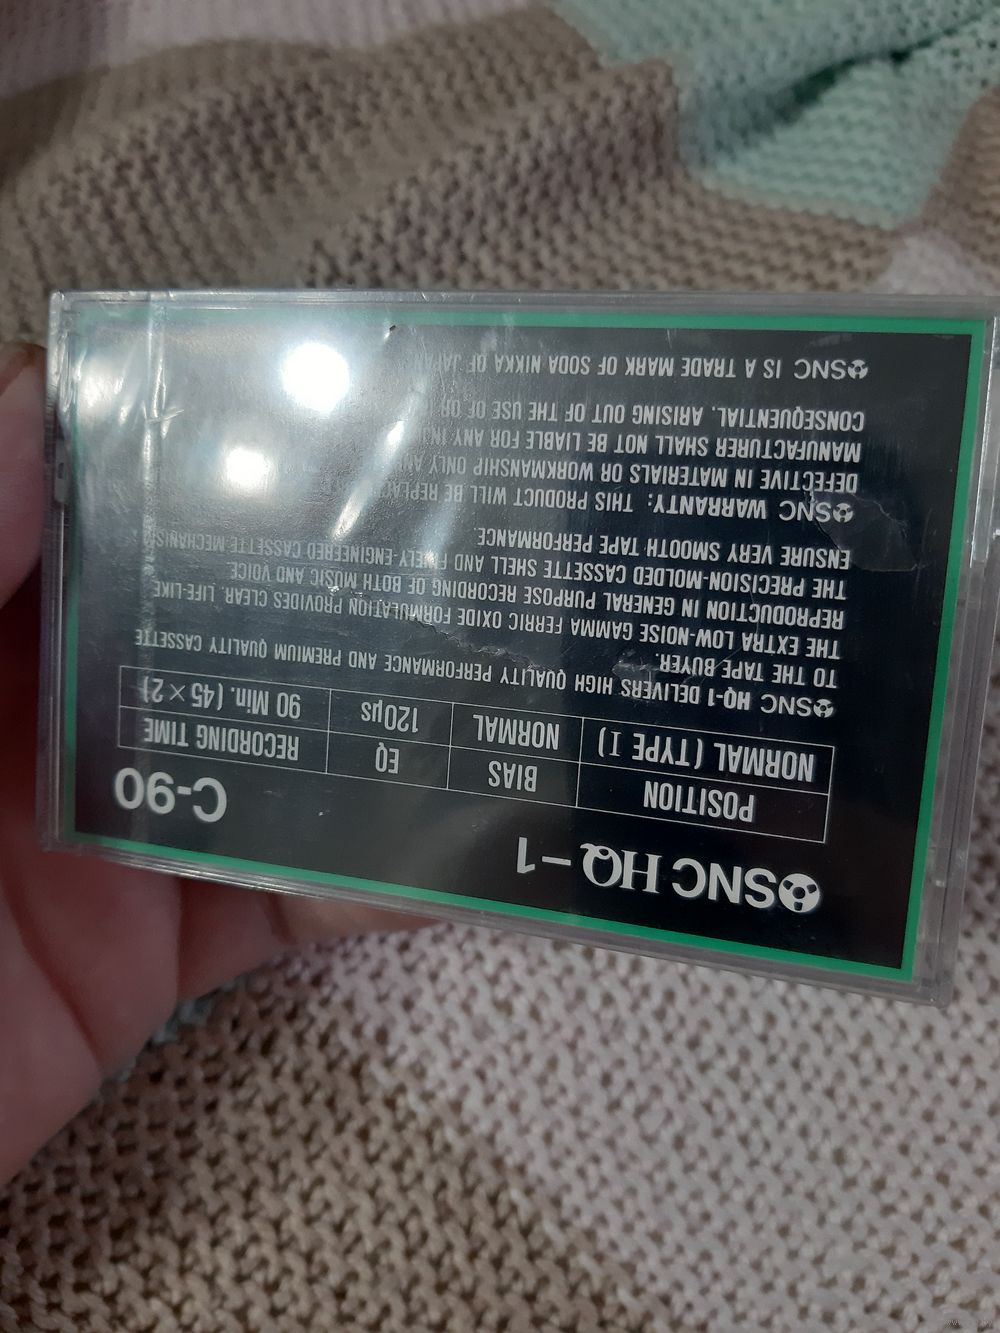 SNC HQ-1
C-90
POSITION BIAS EQ RECORDING TIME
NORMAL (TYPE I) NORMAL 120μs 90 Min. (45 × 2)
SNC HQ-1 DELIVERS HIGH QUALITY PERFORMANCE AND PREMIUM QUALITY CASSETTE
TO THE TAPE BUYER.
THE EXTRA LOW-NOISE GAMMA FERRIC OXIDE FORMULATION PROVIDES CLEAR, LIFE-LIKE
REPRODUCTION IN GENERAL PURPOSE RECORDING OF BOTH MUSIC AND VOICE.
THE PRECISION-MOLDED CASSETTE SHELL AND FINELY-ENGINEERED CASSETTE MECHANISM
ENSURE VERY SMOOTH TAPE PERFORMANCE.
SNC WARRANTY: THIS PRODUCT WILL BE
DEFECTIVE IN MATERIALS OR WORKMANSHIP ONLY
MANUFACTURER SHALL NOT BE LIABLE FOR ANY
CONSEQUENTIAL, ARISING OUT OF THE USE OF OR
SNC IS A TRADE MARK OF SODA NIKKA OF JAPAN